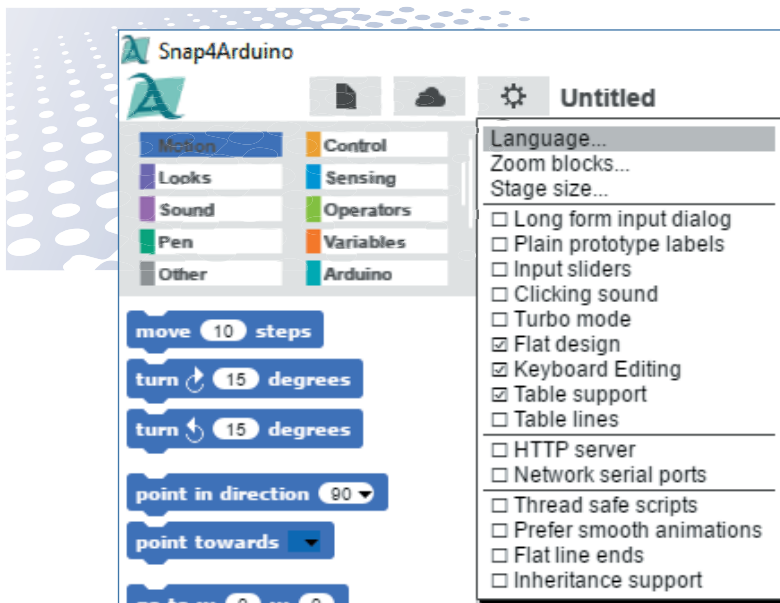 Snap4Arduino
Untitled
Motion
Control
Looks
Sensing
Sound
Operators
Pen
Variables
Other
Arduino
move 10 steps
turn 15 degrees
turn 15 degrees
point in direction 90
point towards
Language...
Zoom blocks...
Stage size...
Long form input dialog
Plain prototype labels
Input sliders
Clicking sound
Turbo mode
Flat design
Keyboard Editing
Table support
Table lines
HTTP server
Network serial ports
Thread safe scripts
Prefer smooth animations
Flat line ends
Inheritance support